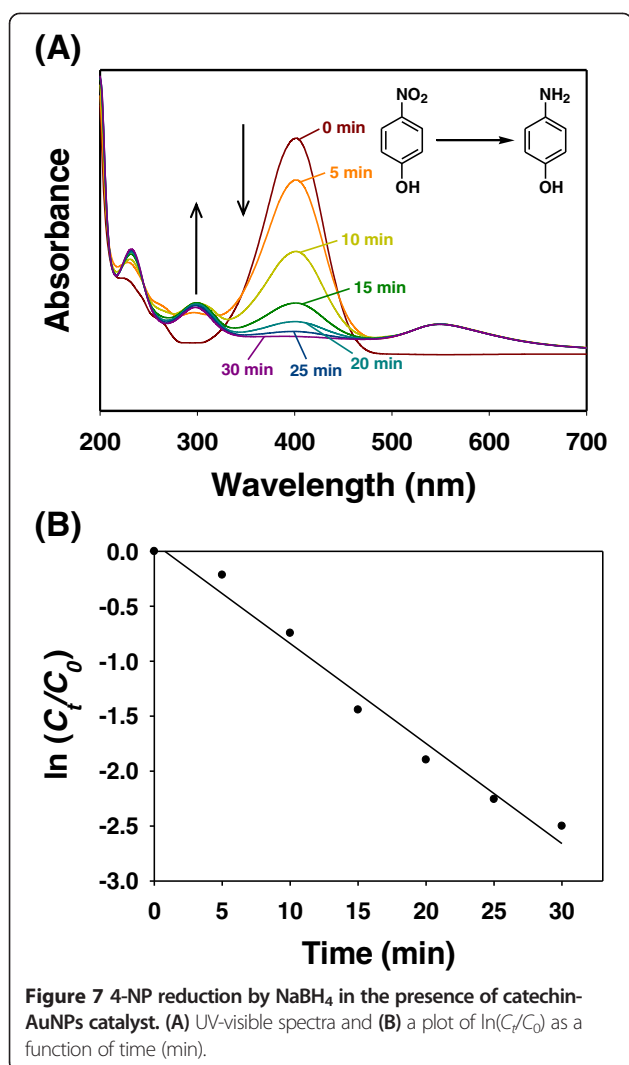 (A)
NO₂
NH₂
OH
OH
0 min
5 min
10 min
15 min
20 min
25 min
30 min
Absorbance
200 300 400 500 600 700
Wavelength (nm)
(B)
0.0
-0.5
-1.0
-1.5
-2.0
-2.5
-3.0
ln (Cₜ/C₀)
0 5 10 15 20 25 30
Time (min)
Figure 7 4-NP reduction by NaBH₄ in the presence of catechin-
AuNPs catalyst. (A) UV-visible spectra and (B) a plot of ln(Cₜ/C₀) as a
function of time (min).